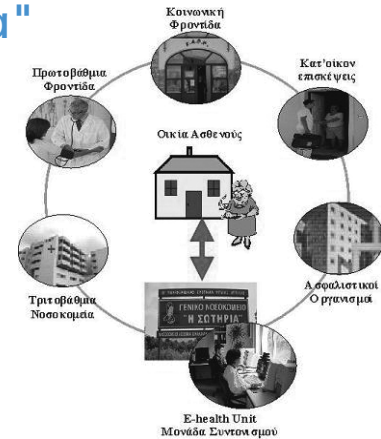 α"
Κοινωνική
Φροντίδα
Πρωτοβάθμια
Φροντίδα
Κατ'οίκον
επισκέψεις
Οικία Ασθενούς
Τριτοβάθμια
Νοσοκομεία
Ασφαλιστικοί
Οργανισμοί
ΓΕΝΙΚΟ ΝΟΣΟΚΟΜΕΙΟ
"Η ΣΩΤΗΡΙΑ"
E-health Unit
Μονάδα Συντονισμού